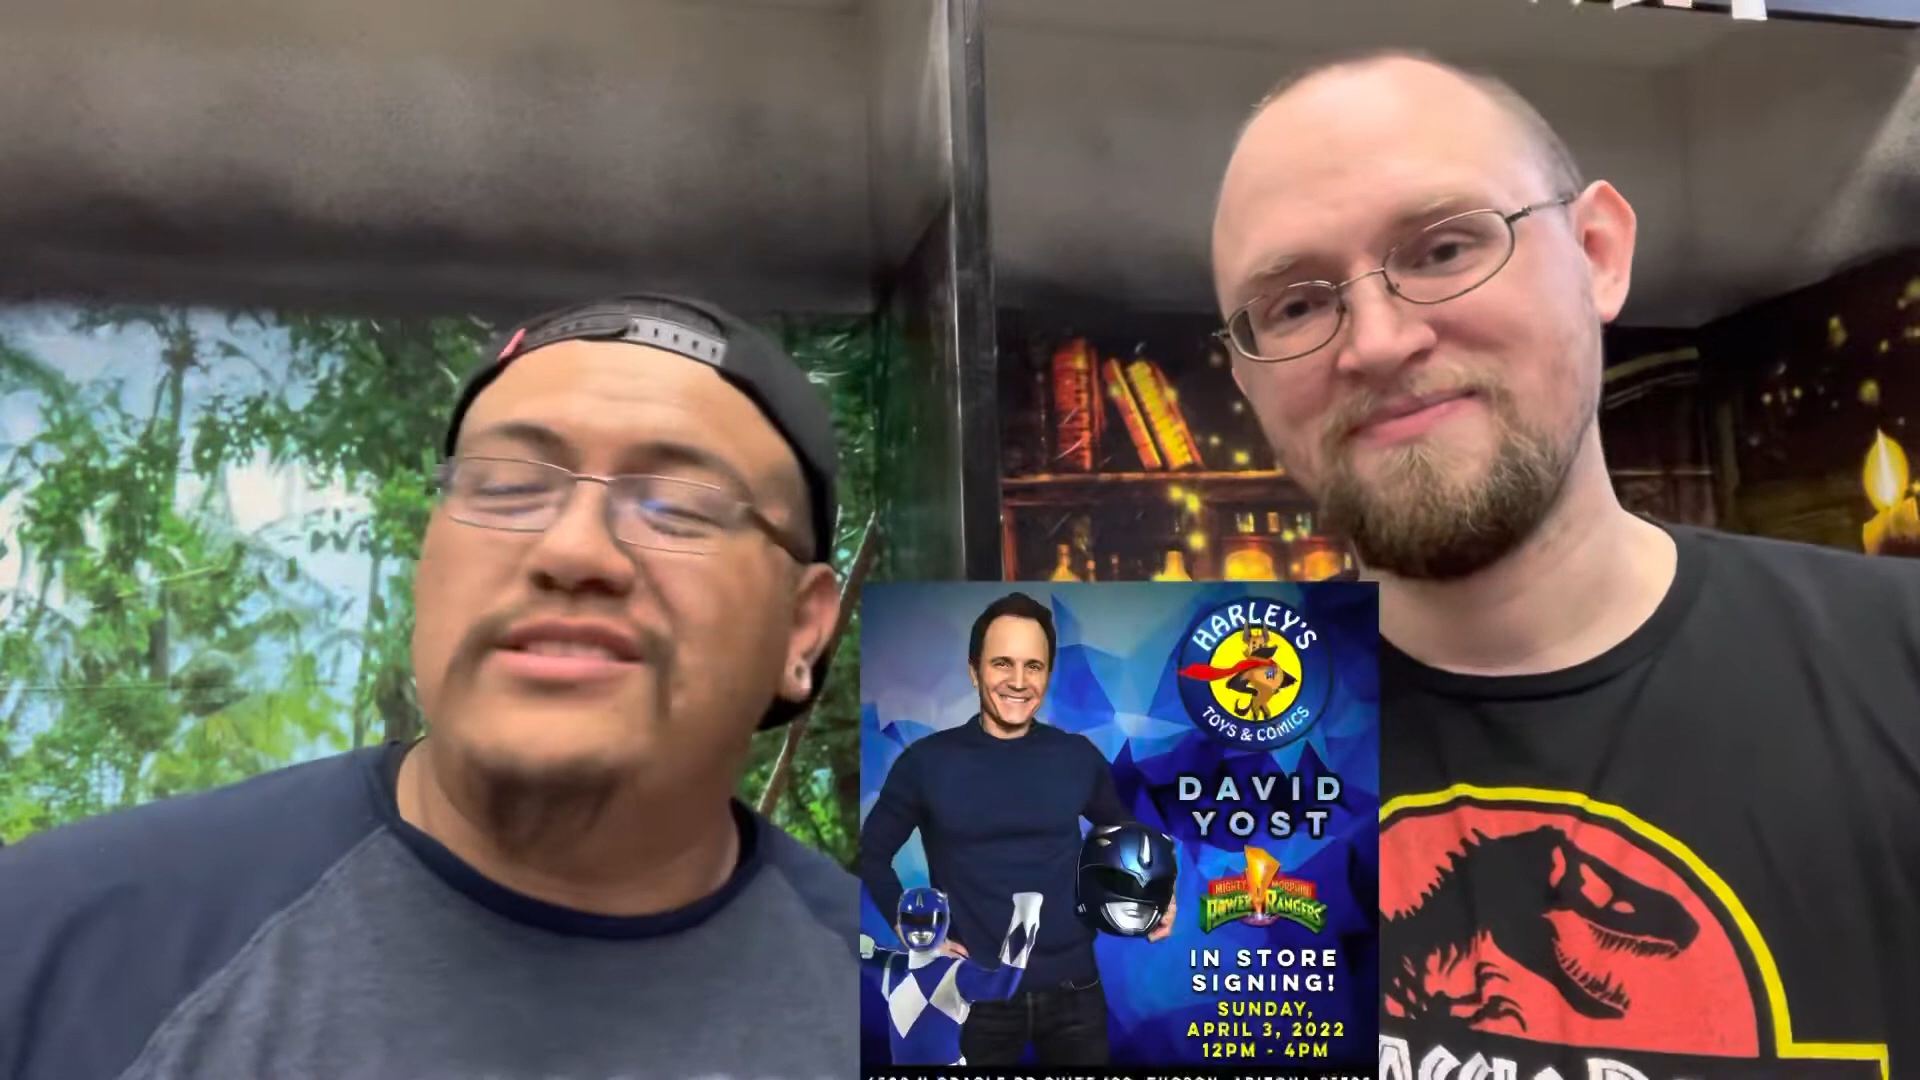 HARLEY'S
TOYS & COMICS
DAVID
YOST
MIGHTY MORPHIN
POWER RANGERS
IN STORE
SIGNING!
SUNDAY,
APRIL 3, 2022
12PM - 4PM